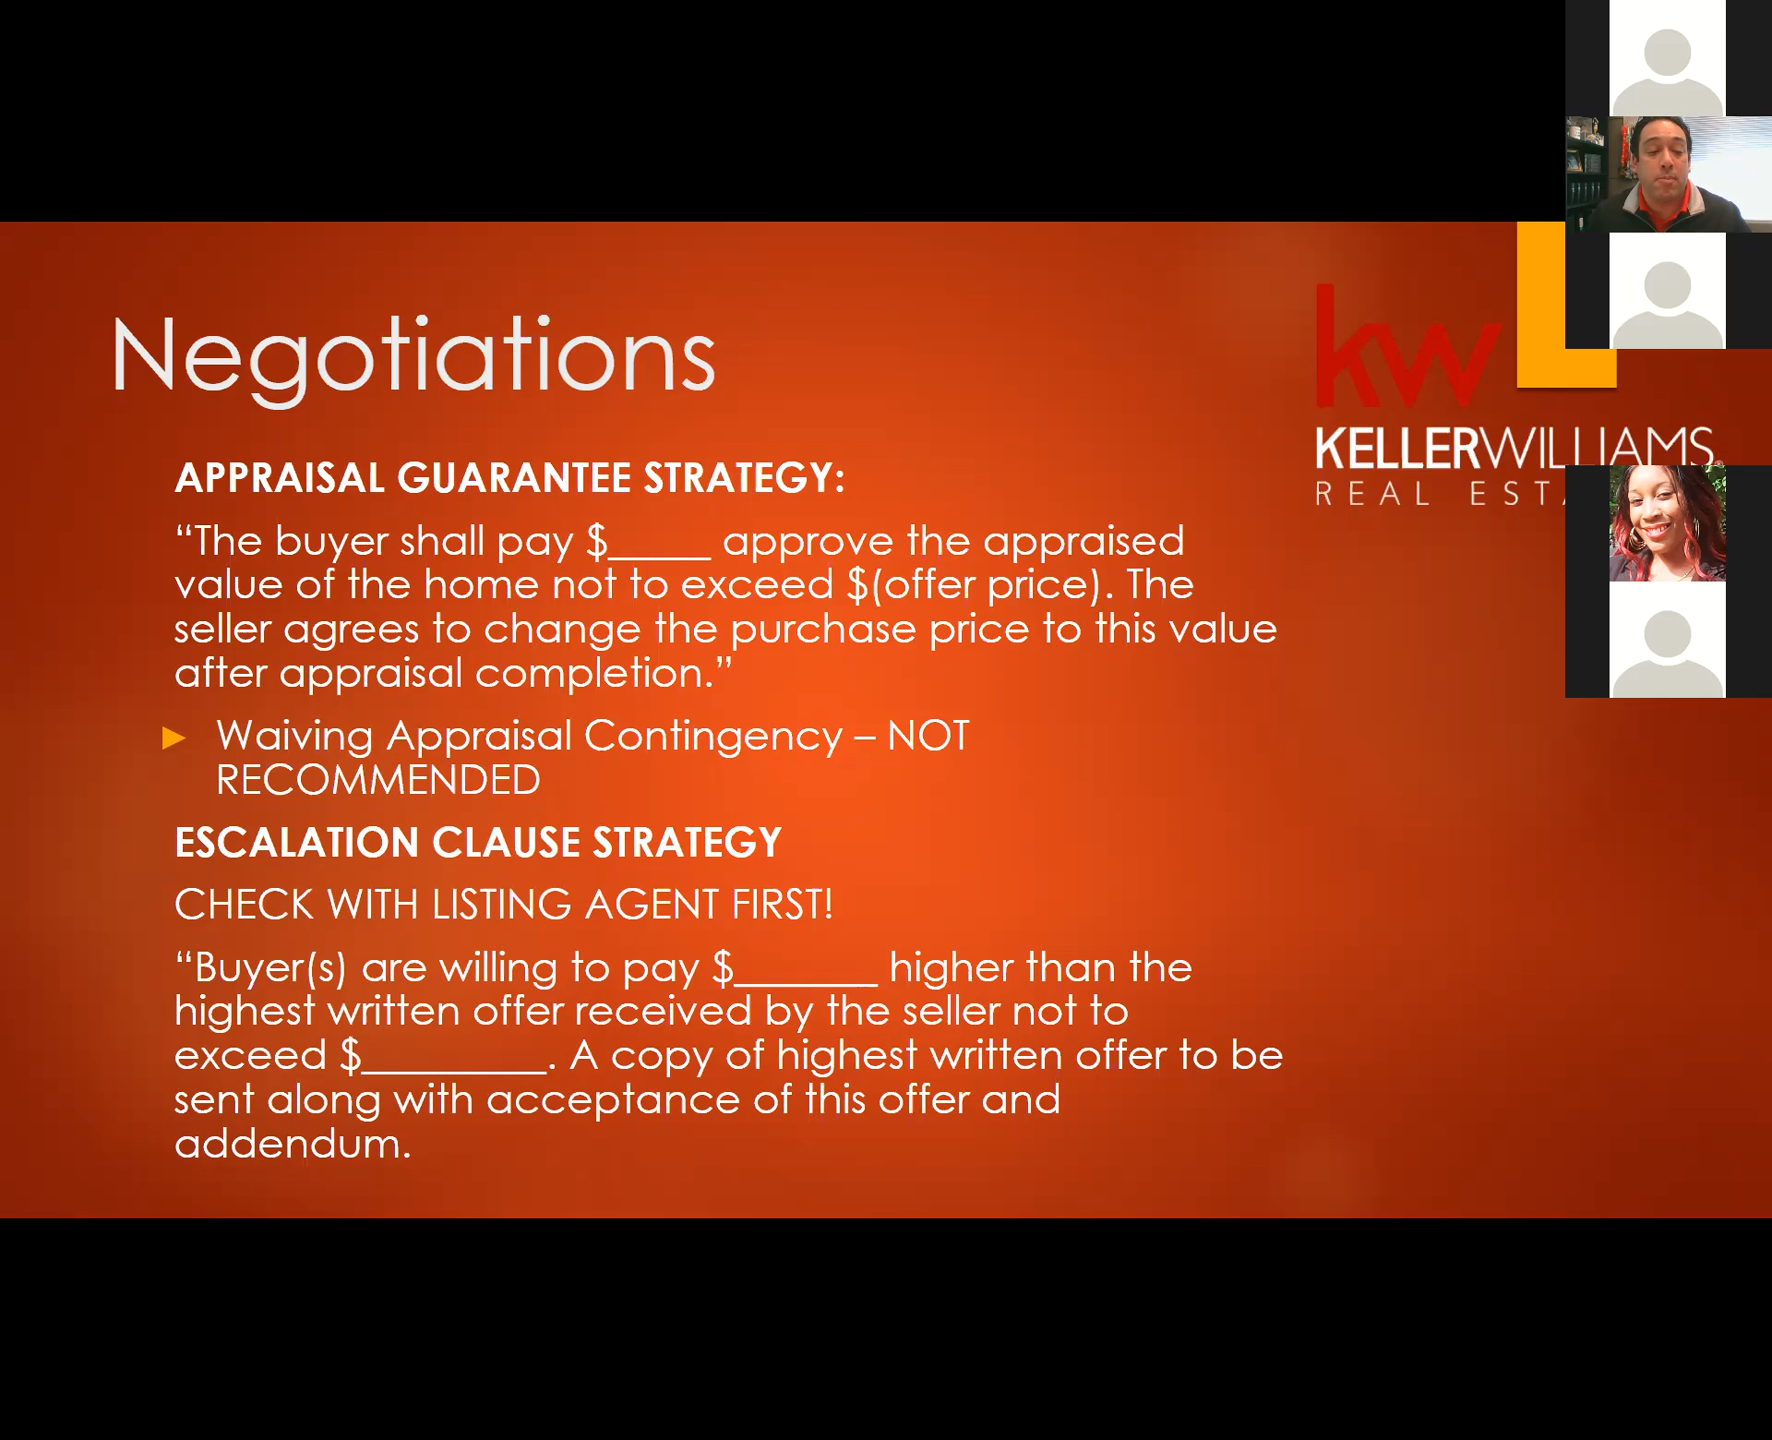 Negotiations
kw
KELLERWILLIAMS
REAL
APPRAISAL GUARANTEE STRATEGY:
“The buyer shall pay $_____ approve the appraised
value of the home not to exceed $(offer price). The
seller agrees to change the purchase price to this value
after appraisal completion.”
Waiving Appraisal Contingency – NOT
RECOMMENDED
ESCALATION CLAUSE STRATEGY
CHECK WITH LISTING AGENT FIRST!
“Buyer(s) are willing to pay $_______ higher than the
highest written offer received by the seller not to
exceed $_________. A copy of highest written offer to be
sent along with acceptance of this offer and
addendum.